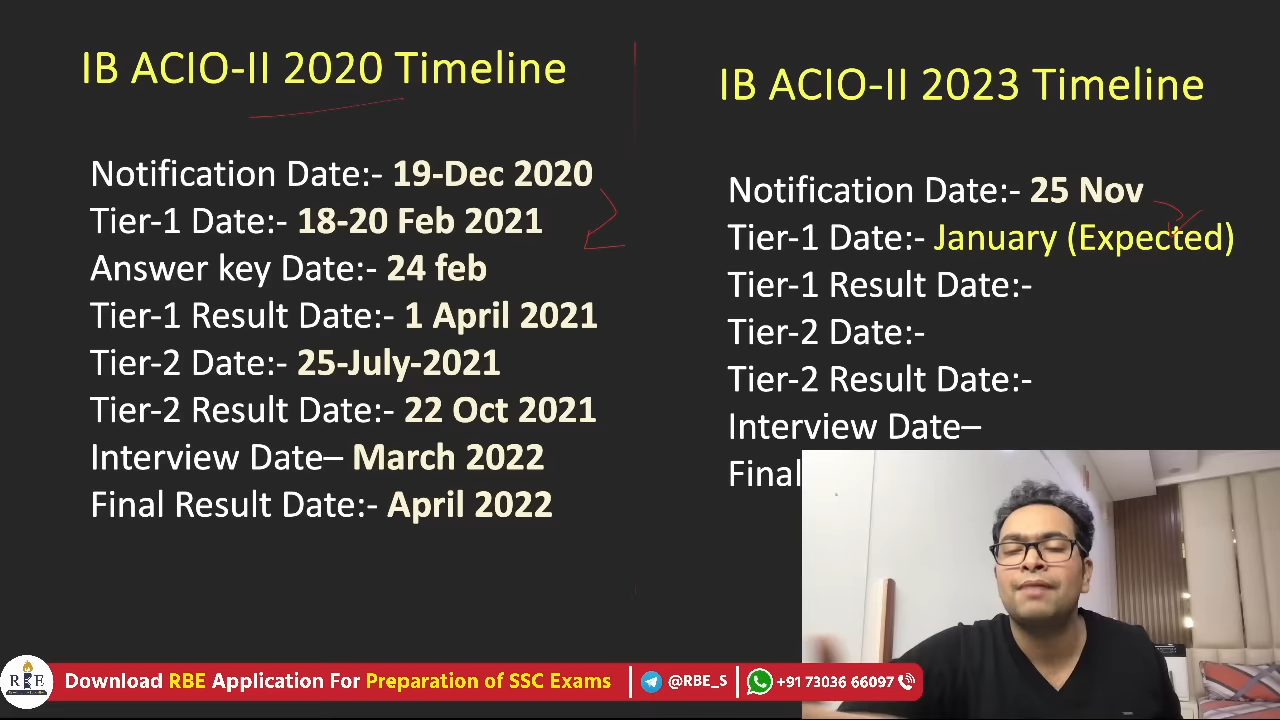 IB ACIO-II 2020 Timeline
Notification Date:- 19-Dec 2020
Tier-1 Date:- 18-20 Feb 2021
Answer key Date:- 24 feb
Tier-1 Result Date:- 1 April 2021
Tier-2 Date:- 25-July-2021
Tier-2 Result Date:- 22 Oct 2021
Interview Date– March 2022
Final Result Date:- April 2022
IB ACIO-II 2023 Timeline
Notification Date:- 25 Nov
Tier-1 Date:- January (Expected)
Tier-1 Result Date:-
Tier-2 Date:-
Tier-2 Result Date:-
Interview Date–
Final
RBE
Download RBE Application For Preparation of SSC Exams
@RBE_S
+91 73036 66097